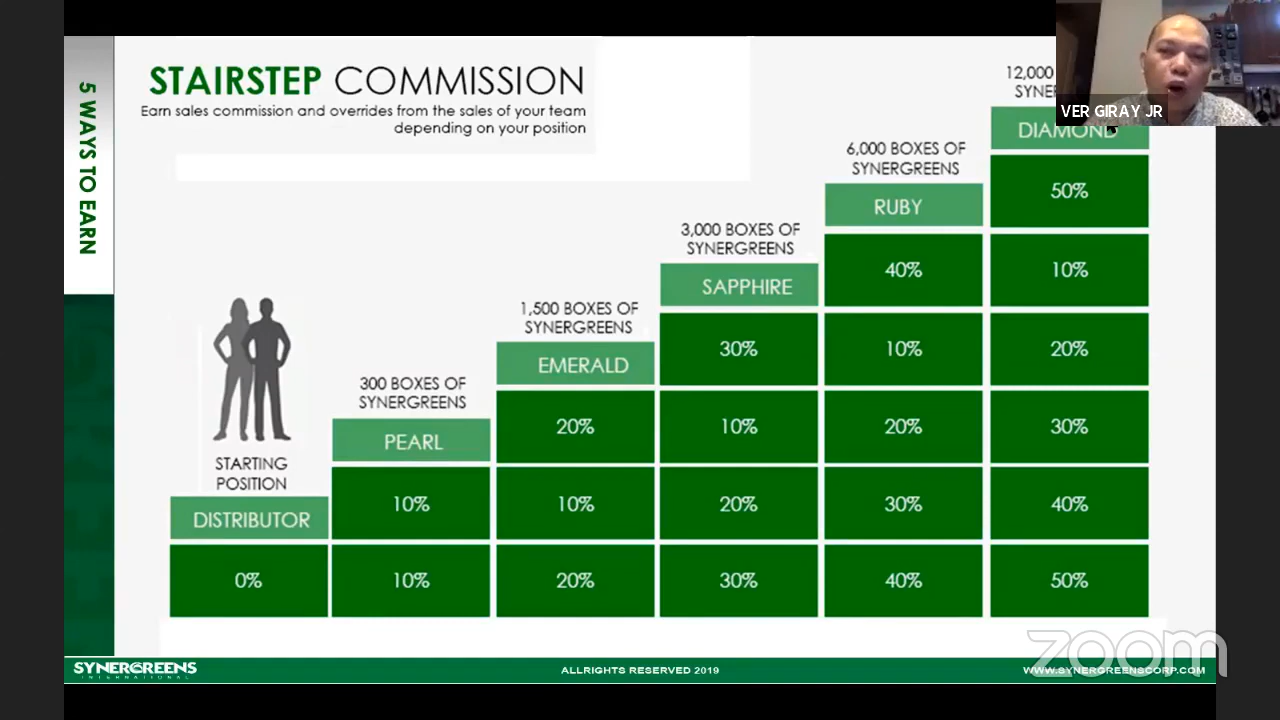 5 WAYS TO EARN
STAIRSTEP COMMISSION
Earn sales commission and overrides from the sales of your team
depending on your position
VER GIRAY JR
12,000
SYNER
DIAMOND
50%
10%
20%
30%
40%
50%
6,000 BOXES OF
SYNERGREENS
RUBY
40%
10%
20%
30%
40%
3,000 BOXES OF
SYNERGREENS
SAPPHIRE
30%
10%
20%
30%
1,500 BOXES OF
SYNERGREENS
EMERALD
20%
10%
20%
300 BOXES OF
SYNERGREENS
PEARL
10%
10%
STARTING
POSITION
DISTRIBUTOR
0%
zoom
SYNERGREENS
INTERNATIONAL
ALLRIGHTS RESERVED 2019
WWW.SYNERGREENSCORP.COM